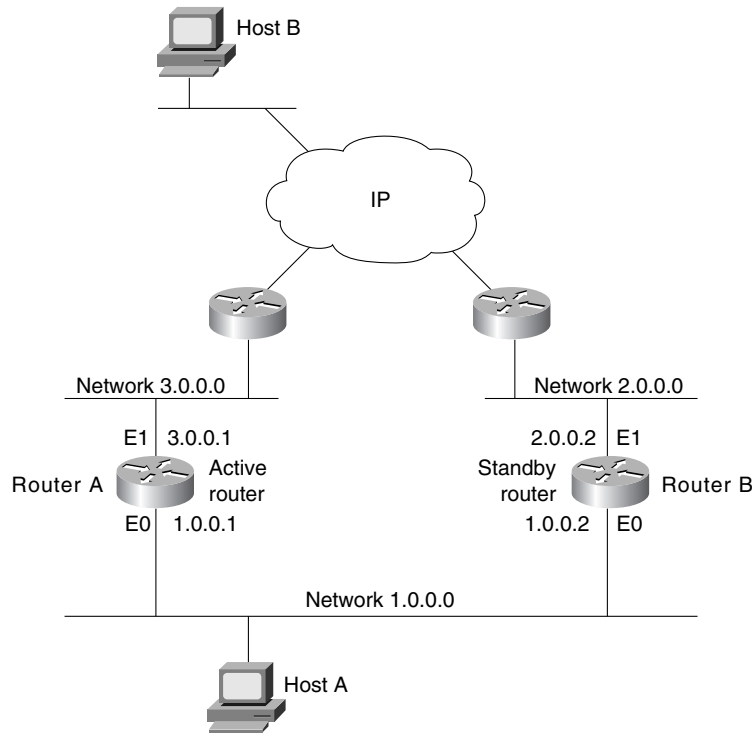 Host B
IP
Network 3.0.0.0
Network 2.0.0.0
E1 3.0.0.1
2.0.0.2 E1
Router A
Active
router
Standby
router
Router B
E0 1.0.0.1
1.0.0.2 E0
Network 1.0.0.0
Host A